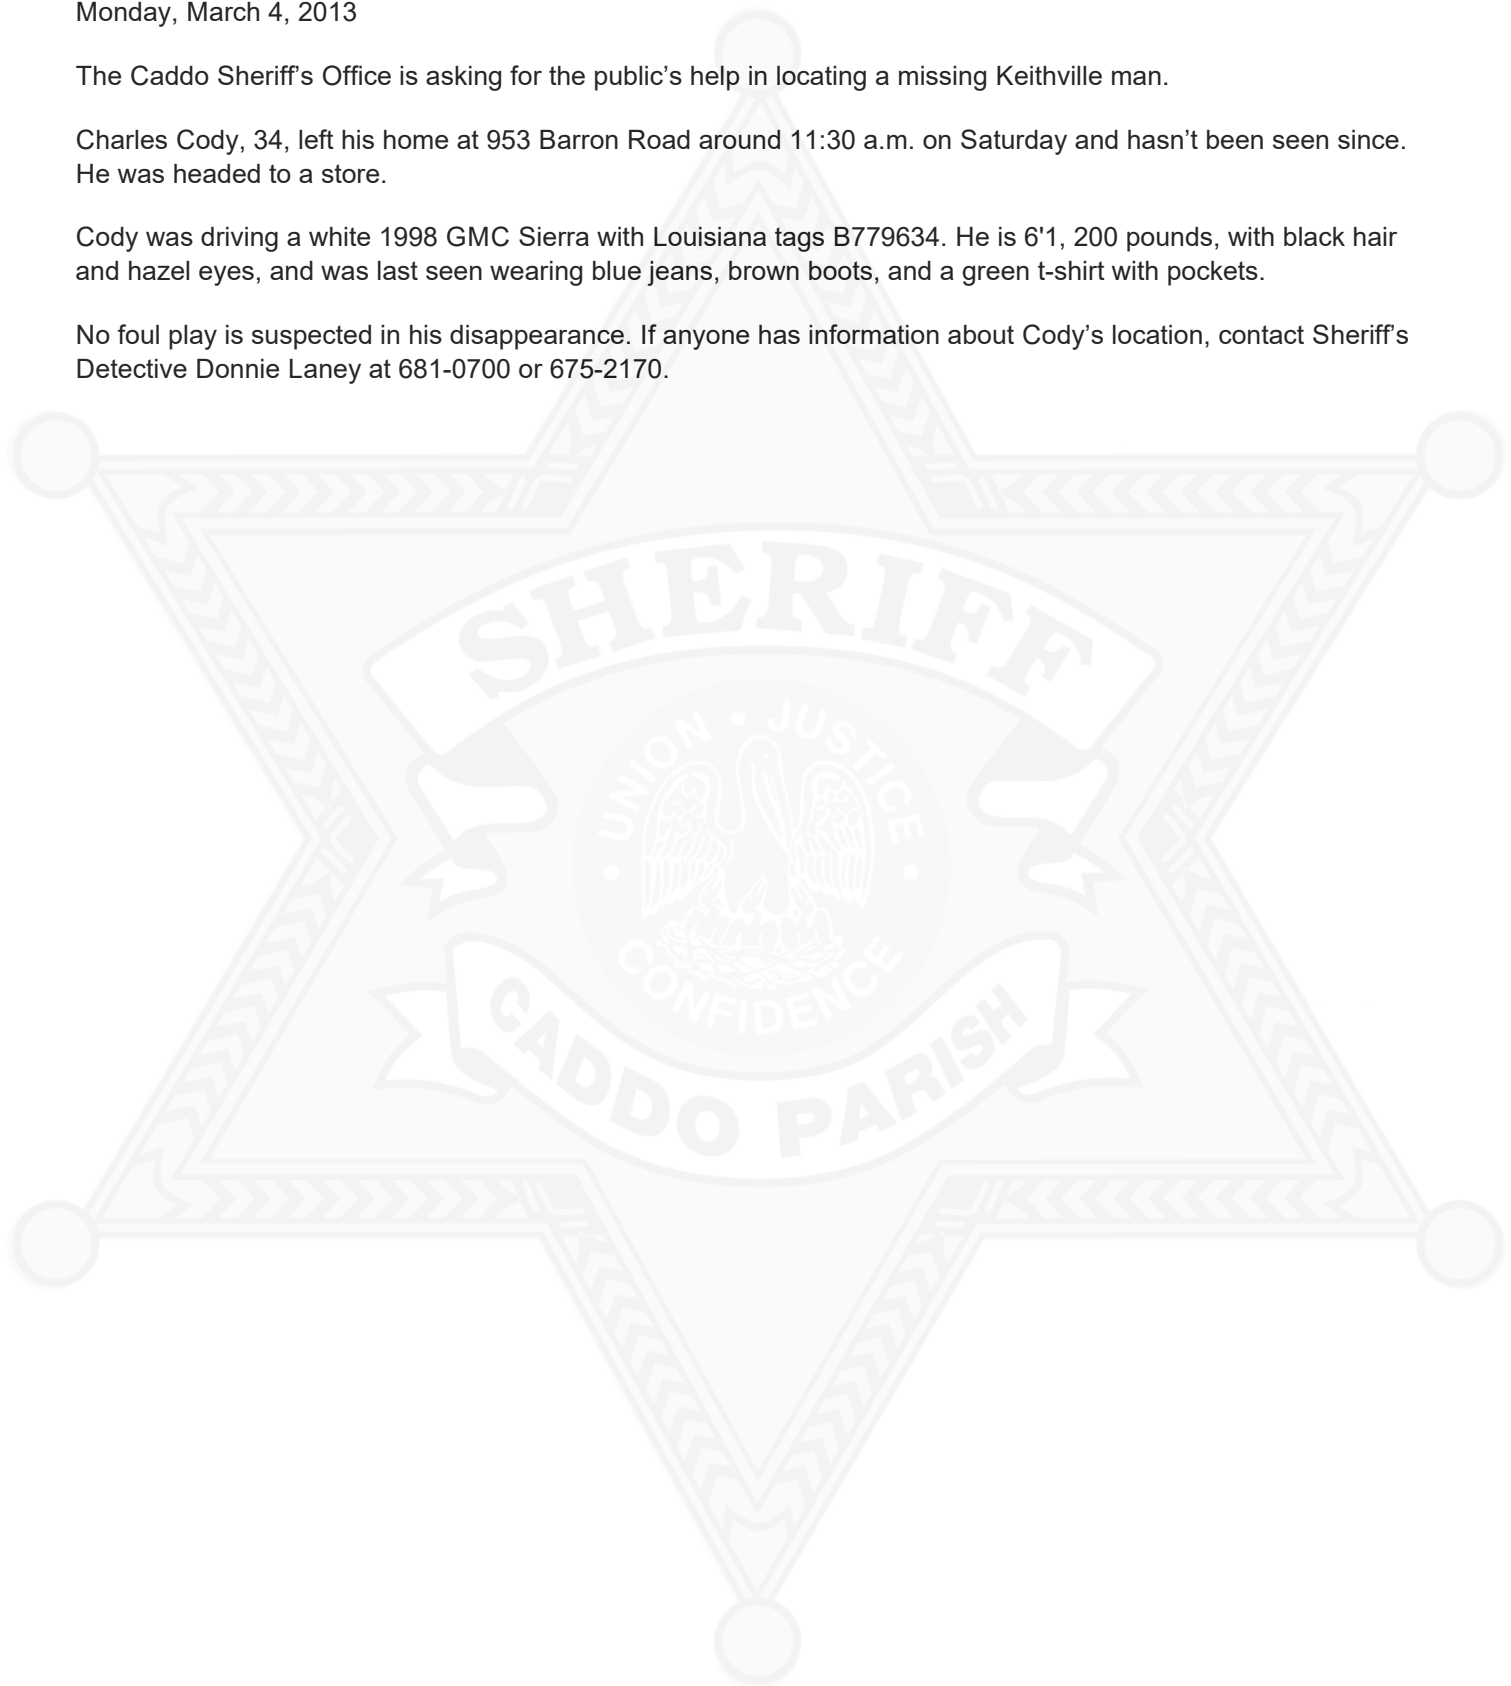 Monday, March 4, 2013
The Caddo Sheriff’s Office is asking for the public’s help in locating a missing Keithville man.
Charles Cody, 34, left his home at 953 Barron Road around 11:30 a.m. on Saturday and hasn’t been seen since.
He was headed to a store.
Cody was driving a white 1998 GMC Sierra with Louisiana tags B779634. He is 6'1, 200 pounds, with black hair
and hazel eyes, and was last seen wearing blue jeans, brown boots, and a green t-shirt with pockets.
No foul play is suspected in his disappearance. If anyone has information about Cody’s location, contact Sheriff’s
Detective Donnie Laney at 681-0700 or 675-2170.
SHERIFF
UNION • JUSTICE
• CONFIDENCE •
CADDO PARISH